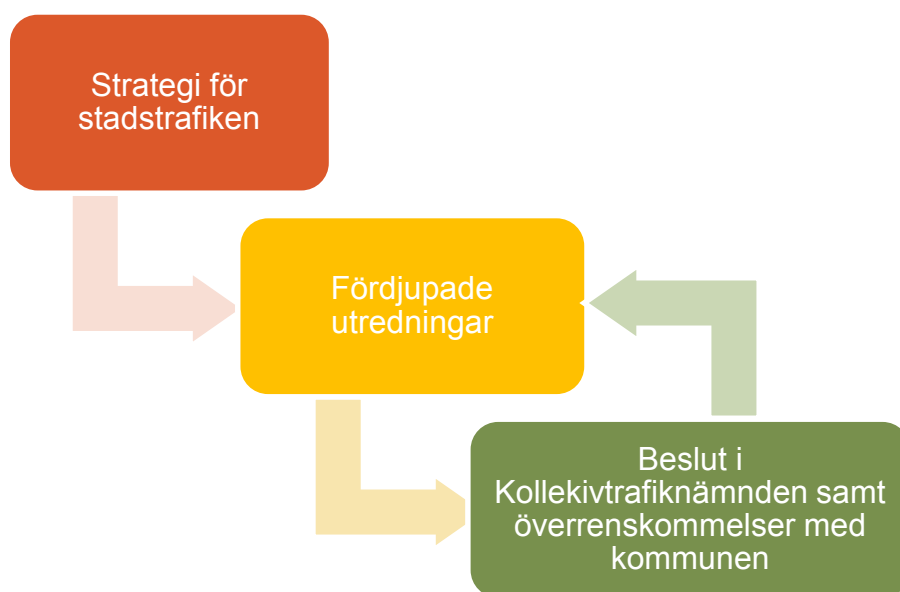 Strategi för
stadstrafiken
Fördjupade
utredningar
Beslut i
Kollekivtrafiknämnden samt
överrenskommelser med
kommunen